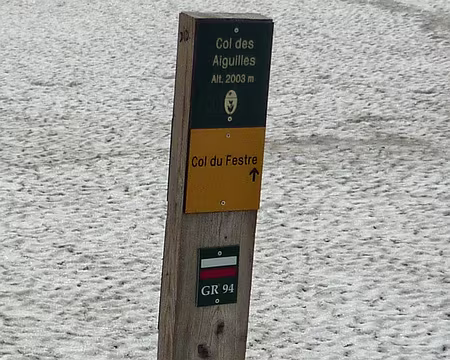 Col des
Aiguilles
Alt. 2003 m
Col du Festre
GR 94